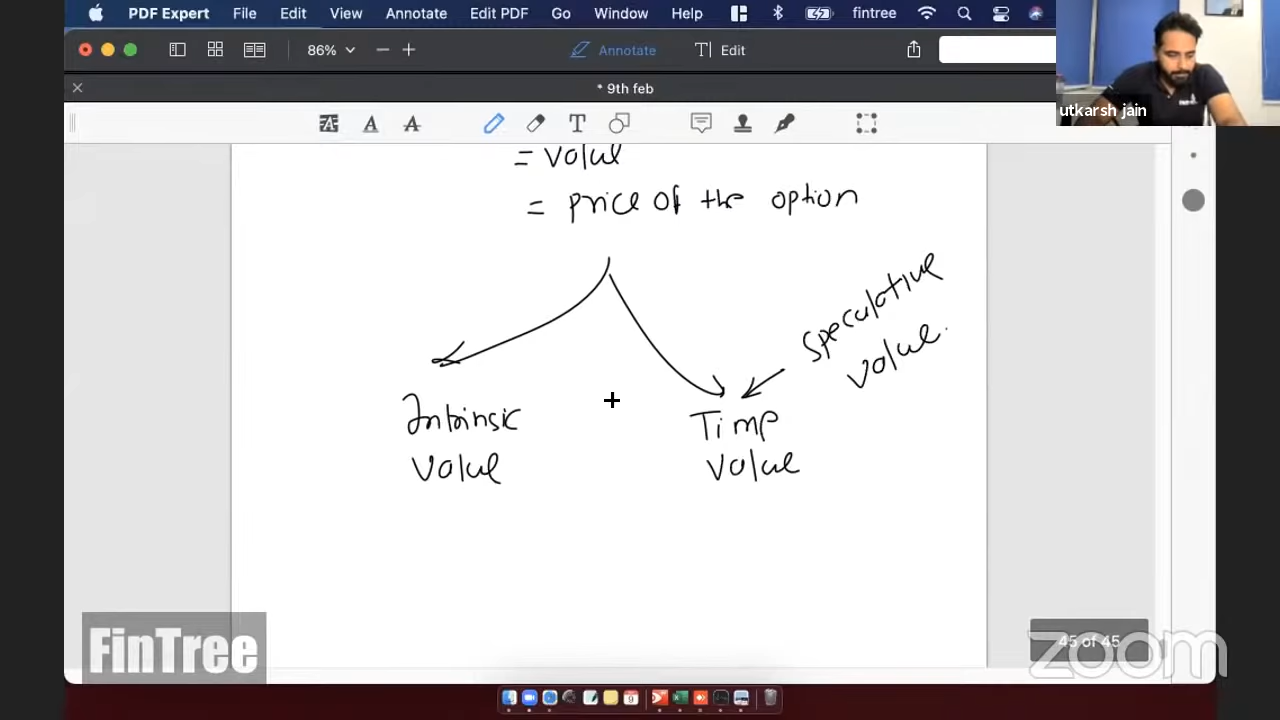 PDF Expert File Edit View Annotate Edit PDF Go Window Help fintree
86% Annotate T Edit
* 9th feb
utkarsh jain
= Value
= price of the option
Speculative
Value.
Intrinsic
Value
Time
Value
FinTree
45 of 45
zoom